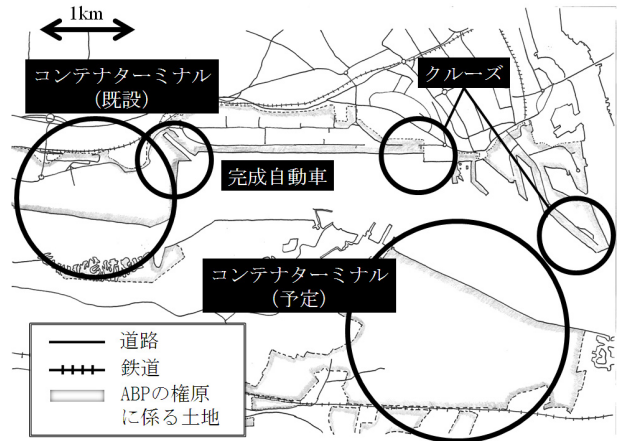 1km
コンテナターミナル
（既設）
クルーズ
完成自動車
コンテナターミナル
（予定）
道路
鉄道
ABPの権原
に係る土地